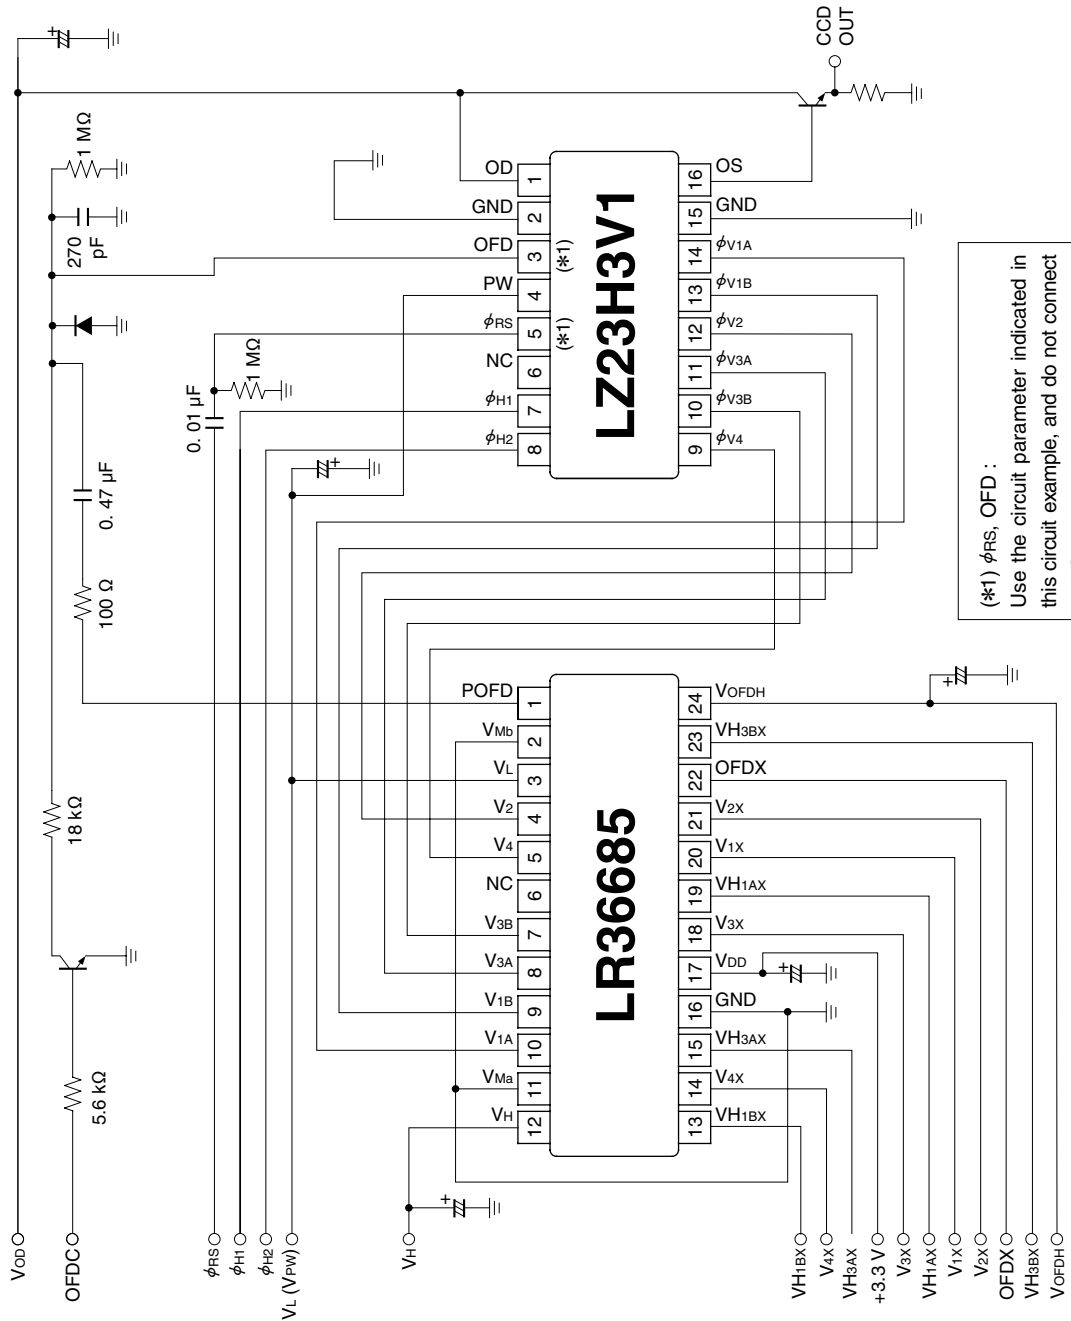 VOD
OFDC
5.6 kΩ
18 kΩ
100 Ω
0. 47 µF
270
pF
1 MΩ
+
ϕRS
ϕH1
ϕH2
VL (VPW)
0. 01 µF
1 MΩ
+
VH
+
CCD
OUT
OD
GND
OFD
PW
ϕRS
NC
ϕH1
ϕH2
1
2
3
4
5
6
7
8
(*1)
(*1)
LZ23H3V1
16
15
14
13
12
11
10
9
OS
GND
ϕV1A
ϕV1B
ϕV2
ϕV3A
ϕV3B
ϕV4
POFD
VMb
VL
V2
V4
NC
V3B
V3A
V1B
V1A
VMa
VH
1
2
3
4
5
6
7
8
9
10
11
12
LR36685
24
23
22
21
20
19
18
17
16
15
14
13
VOFDH
VH3BX
OFDX
V2X
V1X
VH1AX
V3X
VDD
GND
VH3AX
V4X
VH1BX
+
+
VH1BX
V4X
VH3AX
+3.3 V
V3X
VH1AX
V1X
V2X
OFDX
VH3BX
VOFDH
(*1) ϕRS, OFD :
Use the circuit parameter indicated in
this circuit example, and do not connect